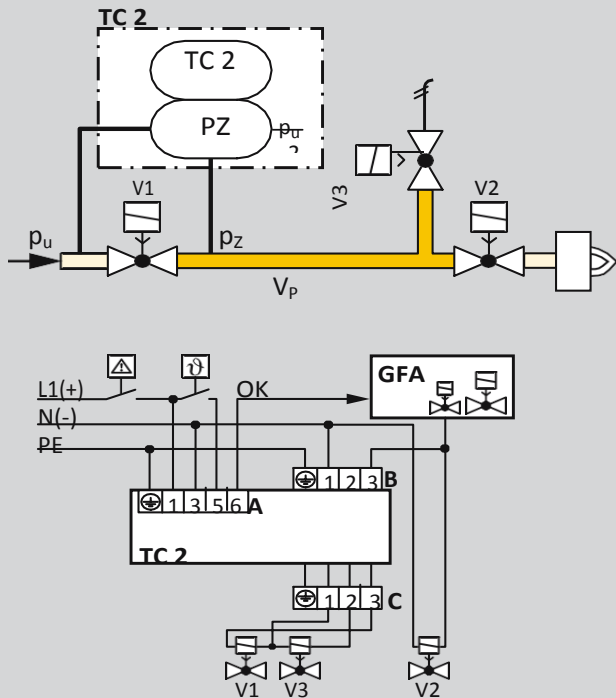 TC 2
TC 2
PZ
pu
2
V1
V3
V2
pu
pZ
VP
L1(+)
ϑ
OK
GFA
N(-)
PE
1 2 3 B
1 3 5 6 A
TC 2
1 2 3 C
V1
V3
V2